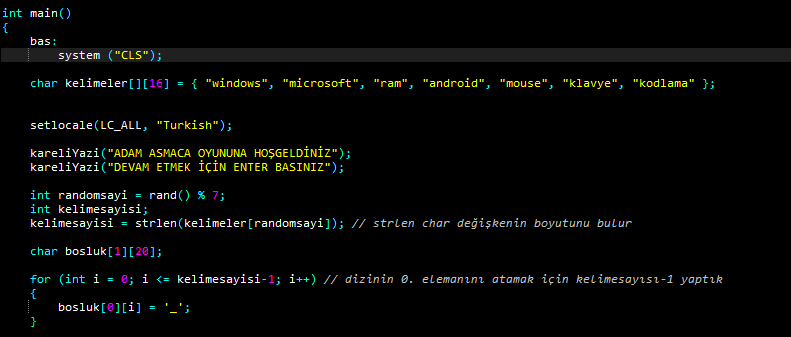 int main()
{
bas:
system ("CLS");
char kelimeler[][16] = { "windows", "microsoft", "ram", "android", "mouse", "klavye", "kodlama" };
setlocale(LC_ALL, "Turkish");
kareliYazi("ADAM ASMACA OYUNUNA HOŞGELDİNİZ");
kareliYazi("DEVAM ETMEK İÇİN ENTER BASINIZ");
int randomsayi = rand() % 7;
int kelimesayisi;
kelimesayisi = strlen(kelimeler[randomsayi]); // strlen char değişkenin boyutunu bulur
char bosluk[1][20];
for (int i = 0; i <= kelimesayisi-1; i++) // dizinin 0. elemanını atamak için kelimesayısı-1 yaptık
{
bosluk[0][i] = '_';
}